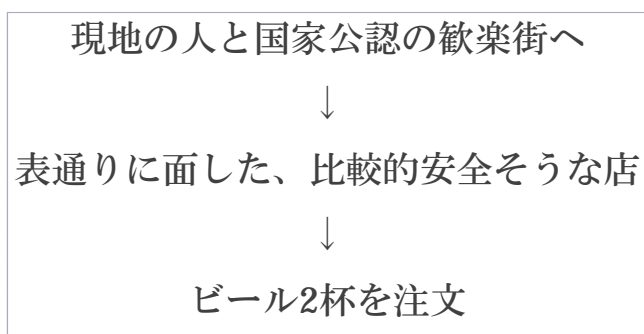 現地の人と国家公認の歓楽街へ
↓
表通りに面した、比較的安全そうな店
↓
ビール2杯を注文